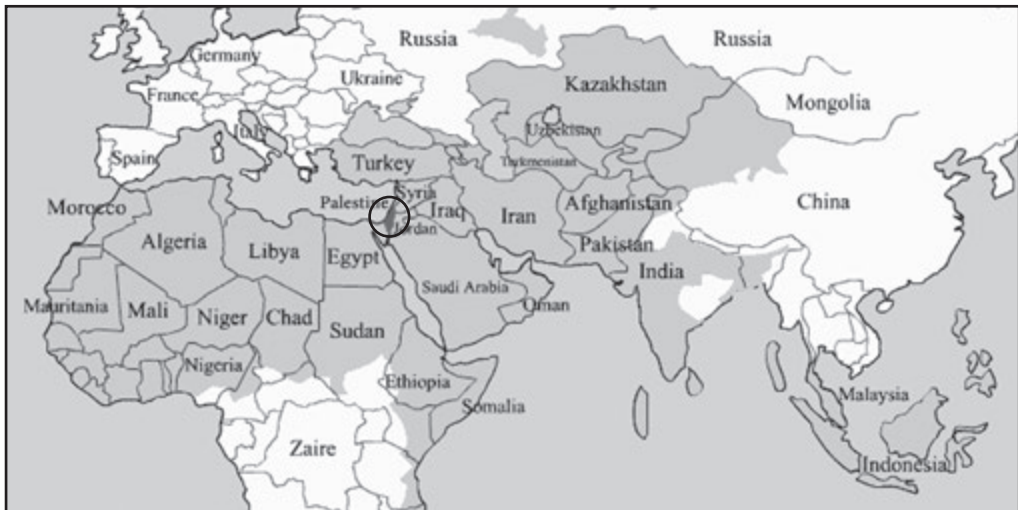 Russia
Russia
Germany
Ukraine
Kazakhstan
France
Mongolia
Italy
Uzbekistan
Spain
Turkey
Turkmenistan
Syria
Palestine
Afghanistan
China
Morocco
Iraq
Iran
Jordan
Algeria
Libya
Egypt
Pakistan
India
Saudi Arabia
Oman
Mauritania
Mali
Niger
Chad
Sudan
Nigeria
Ethiopia
Malaysia
Somalia
Zaire
Indonesia